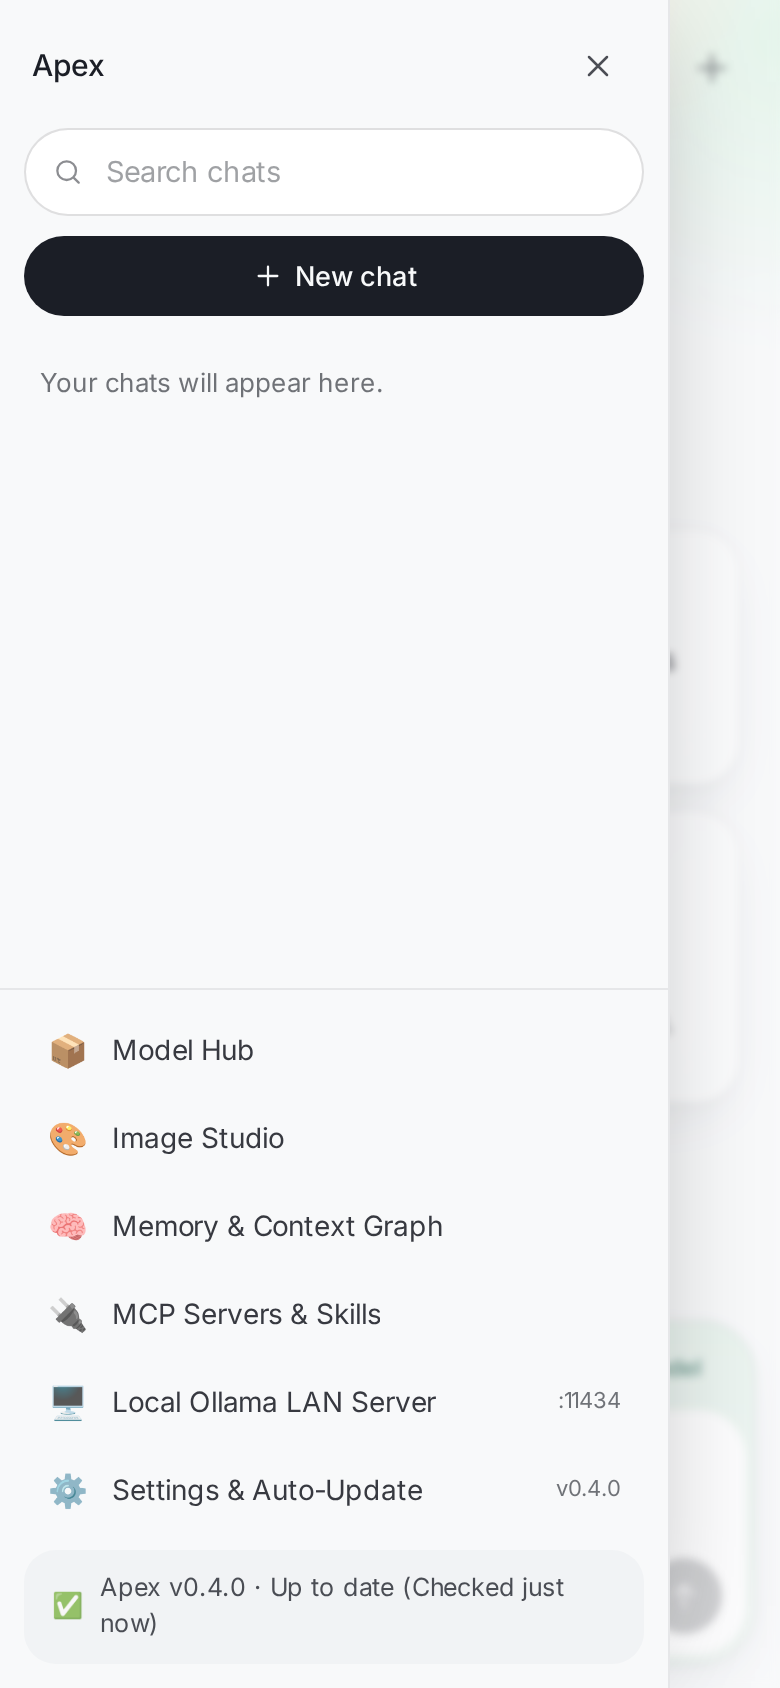 Apex
Search chats
New chat
Your chats will appear here.
Model Hub
Image Studio
Memory & Context Graph
MCP Servers & Skills
Local Ollama LAN Server :11434
Settings & Auto-Update v0.4.0
Apex v0.4.0 · Up to date (Checked just
now)